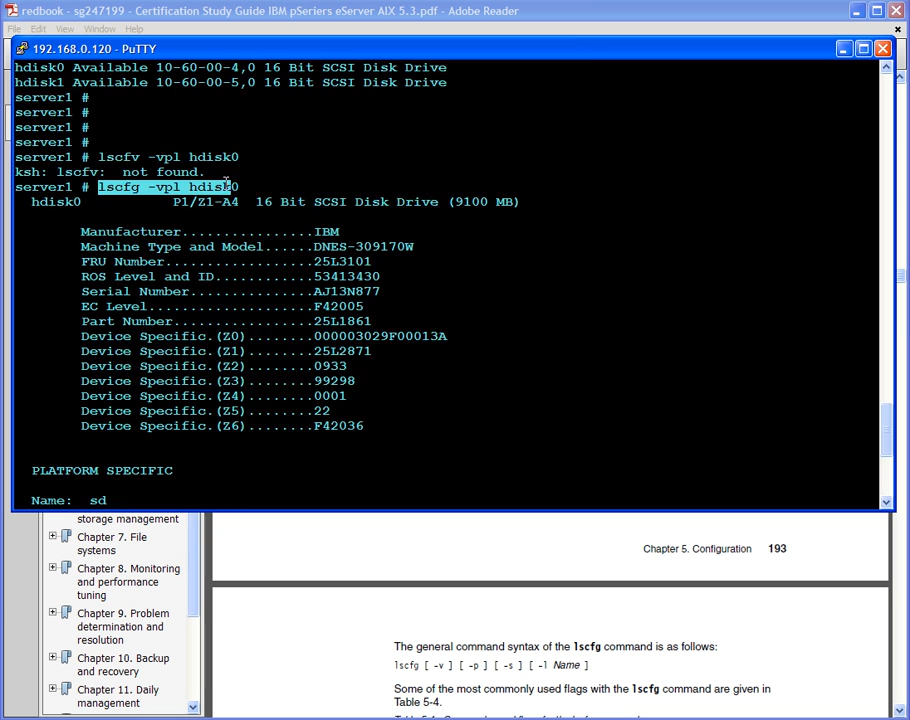 redbook - sg247199 - Certification Study Guide IBM pSeriers eServer AIX 5.3.pdf - Adobe Reader
File Edit View Window Help
192.168.0.120 - PuTTY
hdisk0 Available 10-60-00-4,0 16 Bit SCSI Disk Drive
hdisk1 Available 10-60-00-5,0 16 Bit SCSI Disk Drive
server1 #
server1 #
server1 #
server1 #
server1 # lscfv -vpl hdisk0
ksh: lscfv:  not found.
server1 # lscfg -vpl hdisk0
  hdisk0           P1/Z1-A4  16 Bit SCSI Disk Drive (9100 MB)
        Manufacturer................IBM
        Machine Type and Model......DNES-309170W
        FRU Number..................25L3101
        ROS Level and ID............53413430
        Serial Number...............AJ13N877
        EC Level....................F42005
        Part Number.................25L1861
        Device Specific.(Z0)........000003029F00013A
        Device Specific.(Z1)........25L2871
        Device Specific.(Z2)........0933
        Device Specific.(Z3)........99298
        Device Specific.(Z4)........0001
        Device Specific.(Z5)........22
        Device Specific.(Z6)........F42036
  PLATFORM SPECIFIC
  Name:  sd
storage management
Chapter 7. File
systems
Chapter 8. Monitoring
and performance
tuning
Chapter 9. Problem
determination and
resolution
Chapter 10. Backup
and recovery
Chapter 11. Daily
management
Chapter 5. Configuration 193
The general command syntax of the lscfg command is as follows:
lscfg [ -v ] [ -p ] [ -s ] [ -l Name ]
Some of the most commonly used flags with the lscfg command are given in
Table 5-4.